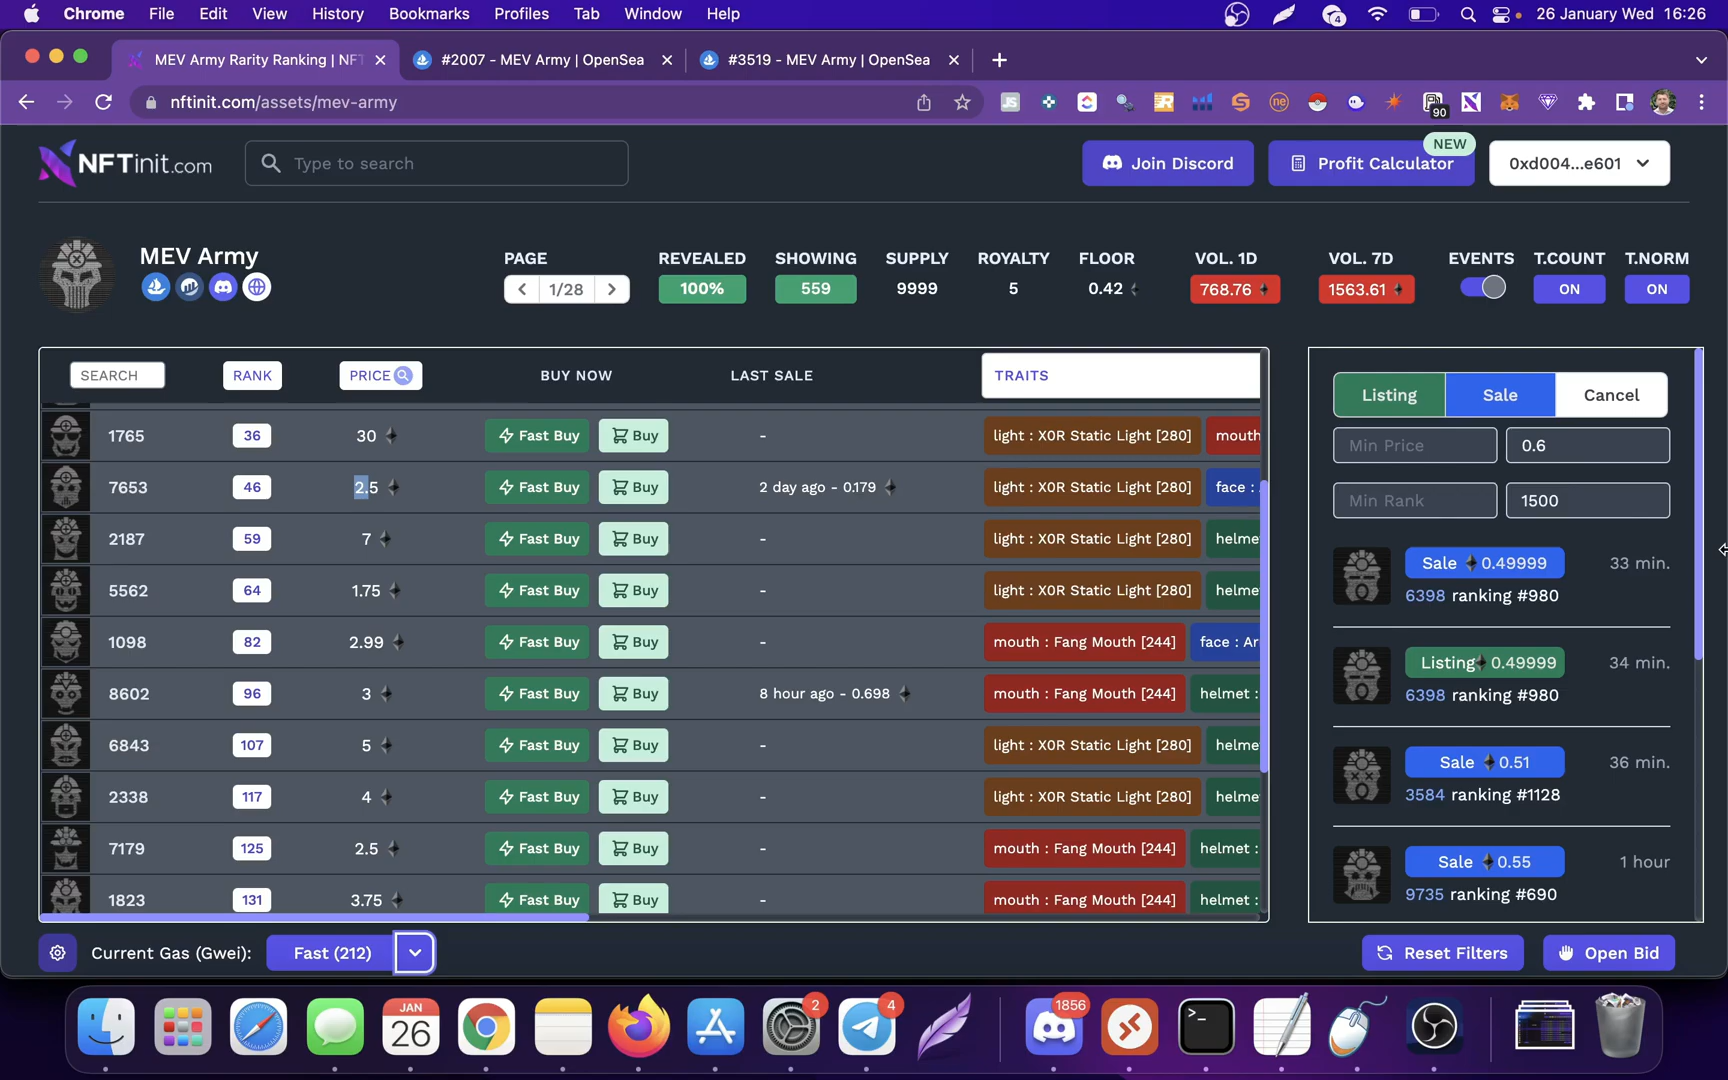 Chrome File Edit View History Bookmarks Profiles Tab Window Help 4 26 January Wed 16:26
MEV Army Rarity Ranking | NFT #2007 - MEV Army | OpenSea #3519 - MEV Army | OpenSea
nftinit.com/assets/mev-army JS ne 90
NFTinit.com Type to search Join Discord Profit Calculator NEW 0xd004...e601
MEV Army
PAGE REVEALED SHOWING SUPPLY ROYALTY FLOOR VOL. 1D VOL. 7D EVENTS T.COUNT T.NORM
1/28 100% 559 9999 5 0.42 768.76 1563.61 ON ON
SEARCH RANK PRICE BUY NOW LAST SALE TRAITS
1765 36 30 Fast Buy Buy - light : X0R Static Light [280] mouth
7653 46 2.5 Fast Buy Buy 2 day ago - 0.179 light : X0R Static Light [280] face :
2187 59 7 Fast Buy Buy - light : X0R Static Light [280] helme
5562 64 1.75 Fast Buy Buy - light : X0R Static Light [280] helme
1098 82 2.99 Fast Buy Buy - mouth : Fang Mouth [244] face : Ar
8602 96 3 Fast Buy Buy 8 hour ago - 0.698 mouth : Fang Mouth [244] helmet :
6843 107 5 Fast Buy Buy - light : X0R Static Light [280] helme
2338 117 4 Fast Buy Buy - light : X0R Static Light [280] helme
7179 125 2.5 Fast Buy Buy - mouth : Fang Mouth [244] helmet :
1823 131 3.75 Fast Buy Buy - mouth : Fang Mouth [244] helmet :
Listing Sale Cancel
Min Price 0.6
Min Rank 1500
Sale 0.49999 33 min.
6398 ranking #980
Listing 0.49999 34 min.
6398 ranking #980
Sale 0.51 36 min.
3584 ranking #1128
Sale 0.55 1 hour
9735 ranking #690
Current Gas (Gwei): Fast (212) Reset Filters Open Bid
JAN 26 2 4 1856 >_